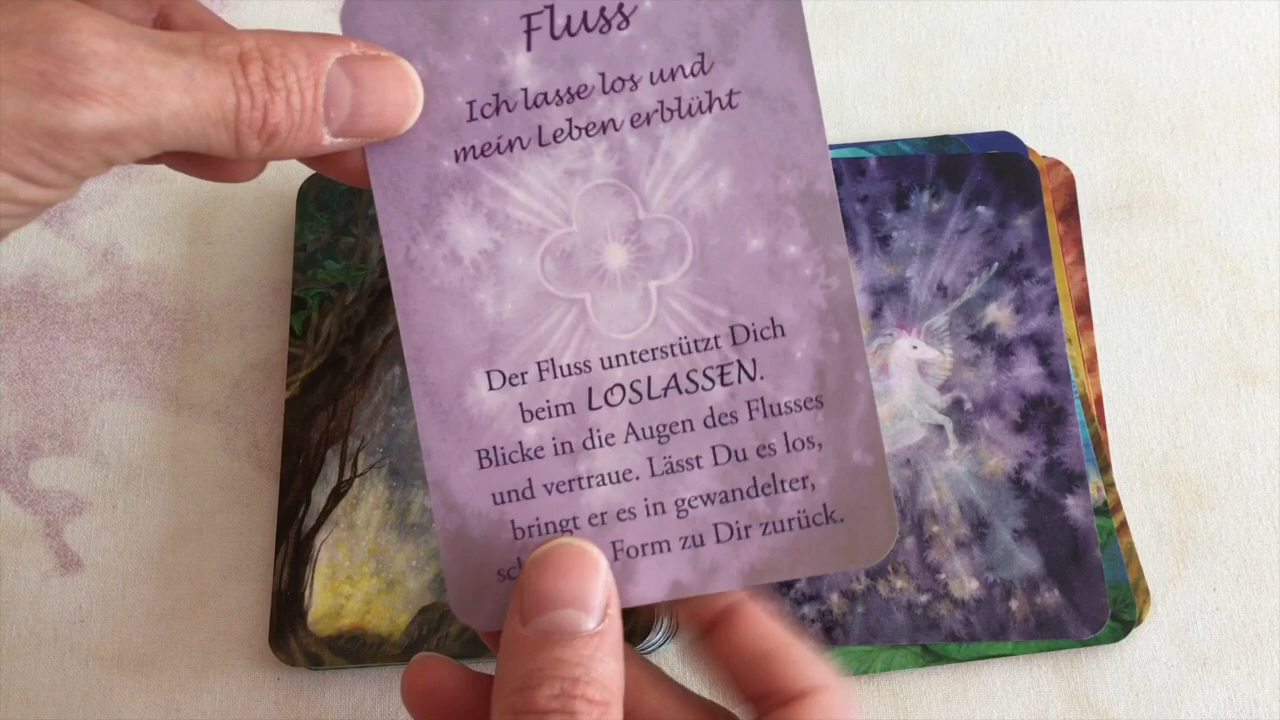 Fluss
Ich lasse los und
mein Leben erblüht
Der Fluss unterstützt Dich
beim LOSLASSEN.
Blicke in die Augen des Flusses
und vertraue. Lässt Du es los,
bringt er es in gewandelter,
Form zu Dir zurück.